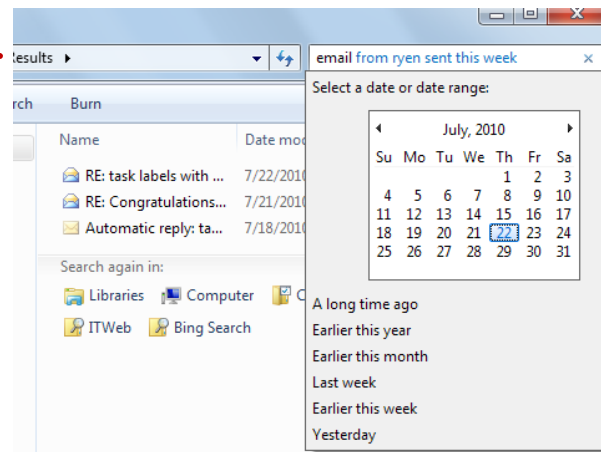 Results
email from ryen sent this week
rch Burn
Select a date or date range:
July, 2010
Su Mo Tu We Th Fr Sa
1 2 3
4 5 6 7 8 9 10
11 12 13 14 15 16 17
18 19 20 21 22 23 24
25 26 27 28 29 30 31
A long time ago
Earlier this year
Earlier this month
Last week
Earlier this week
Yesterday
Name Date mod
RE: task labels with ... 7/22/2010
RE: Congratulations... 7/21/2010
Automatic reply: ta... 7/18/2010
Search again in:
Libraries Computer C
ITWeb Bing Search